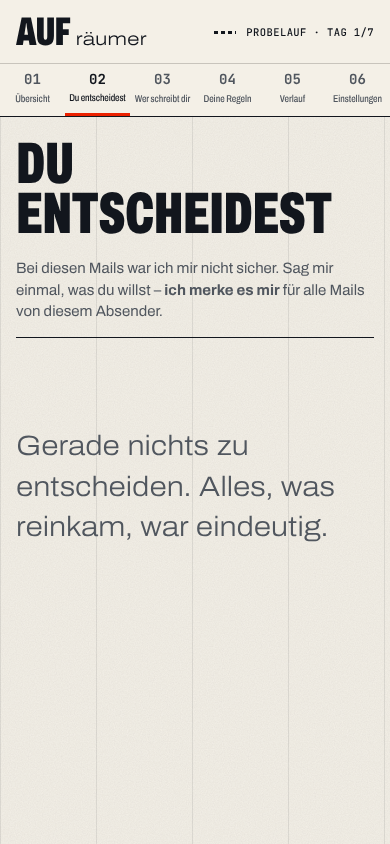 AUF räumer
PROBELAUF · TAG 1/7
01 02 03 04 05 06
Übersicht Du entscheidest Wer schreibt dir Deine Regeln Verlauf Einstellungen
DU
ENTSCHEIDEST
Bei diesen Mails war ich mir nicht sicher. Sag mir
einmal, was du willst – ich merke es mir für alle Mails
von diesem Absender.
Gerade nichts zu
entscheiden. Alles, was
reinkam, war eindeutig.